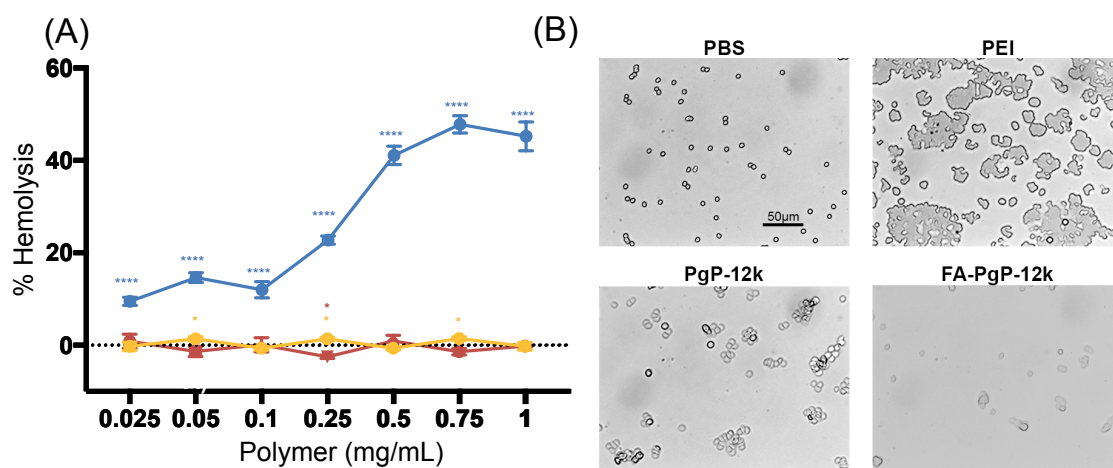 (A)
60
40
20
0
% Hemolysis
****
****
****
****
****
****
****
*
*
*
*
0.025 0.05 0.1 0.25 0.5 0.75 1
Polymer (mg/mL)
(B)
PBS
PEI
50µm
PgP-12k
FA-PgP-12k